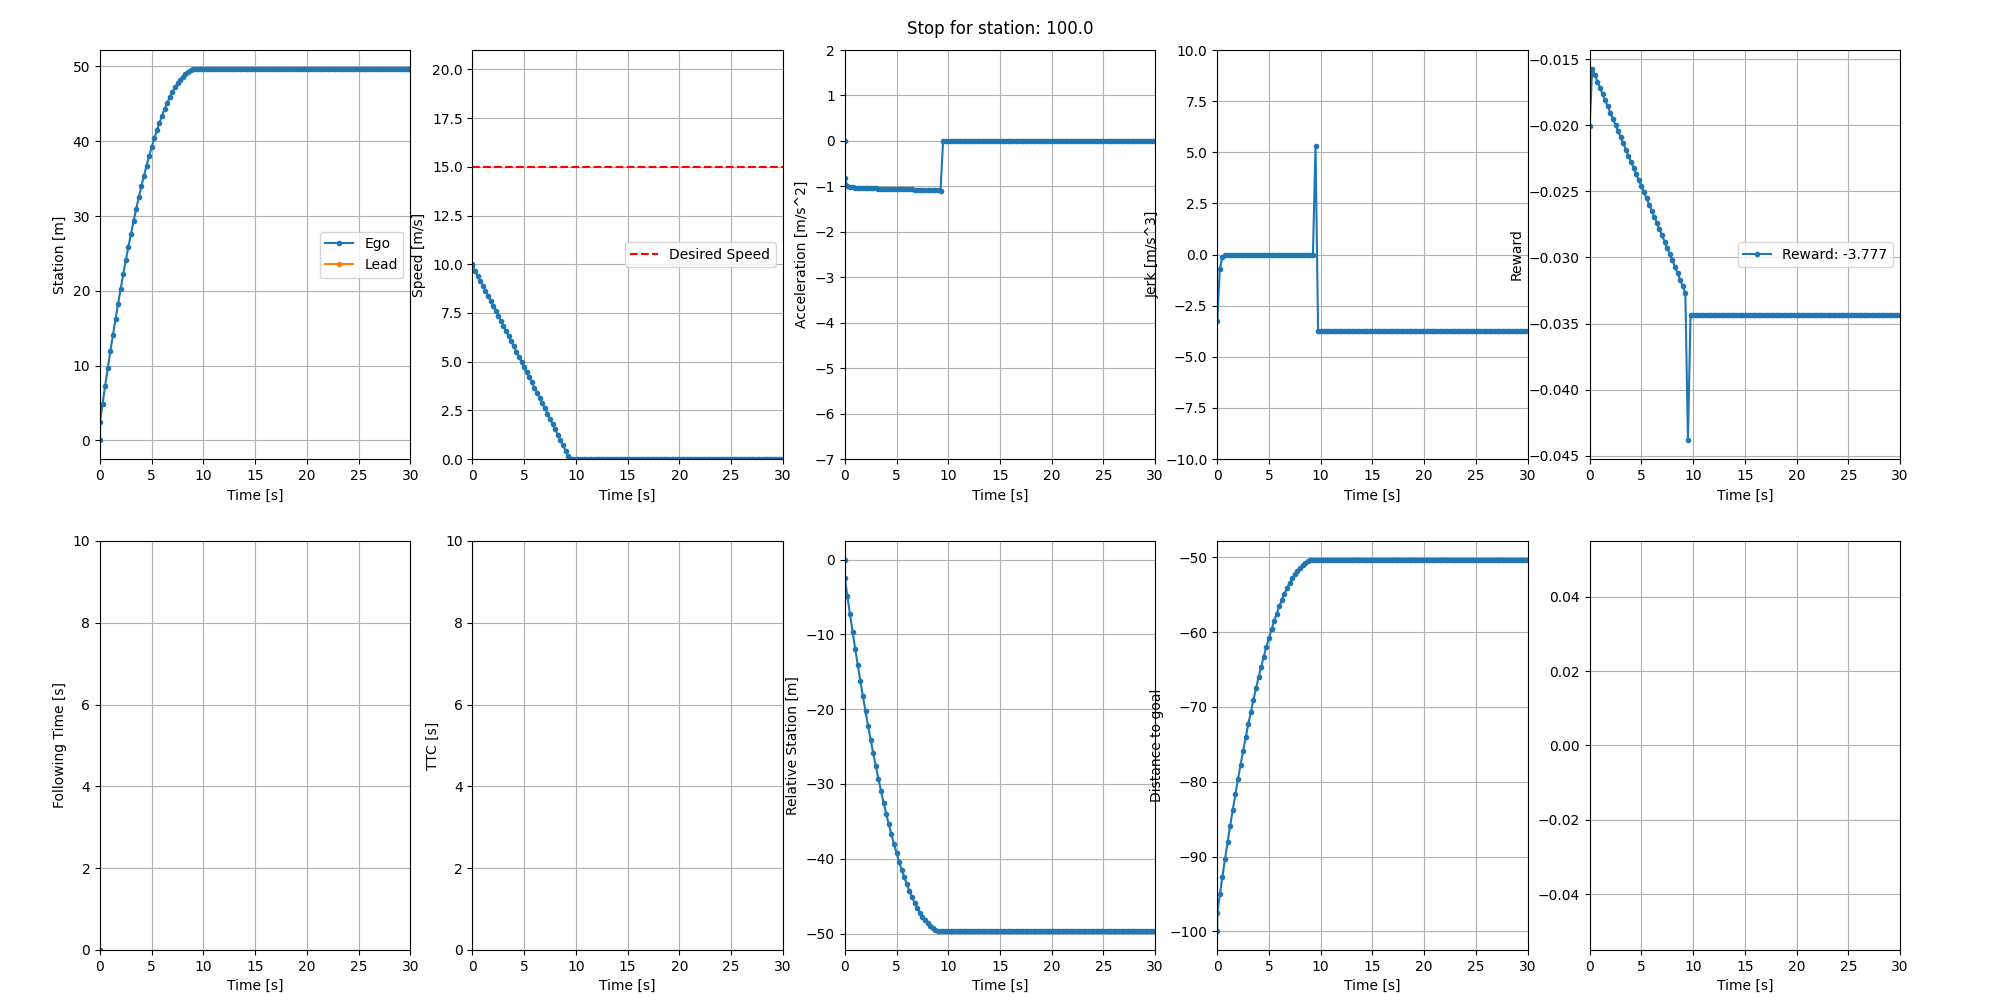 Stop for station: 100.0
Station [m]
50
40
30
20
10
0
Ego
Lead
0 5 10 15 20 25 30
Time [s]
Speed [m/s]
20.0
17.5
15.0
12.5
10.0
7.5
5.0
2.5
0.0
Desired Speed
0 5 10 15 20 25 30
Time [s]
Acceleration [m/s^2]
2
1
0
−1
−2
−3
−4
−5
−6
−7
0 5 10 15 20 25 30
Time [s]
Jerk [m/s^3]
10.0
7.5
5.0
2.5
0.0
−2.5
−5.0
−7.5
−10.0
0 5 10 15 20 25 30
Time [s]
Reward
−0.015
−0.020
−0.025
−0.030
−0.035
−0.040
−0.045
Reward: -3.777
0 5 10 15 20 25 30
Time [s]
Following Time [s]
10
8
6
4
2
0
0 5 10 15 20 25 30
Time [s]
TTC [s]
10
8
6
4
2
0
0 5 10 15 20 25 30
Time [s]
Relative Station [m]
0
−10
−20
−30
−40
−50
0 5 10 15 20 25 30
Time [s]
Distance to goal
−50
−60
−70
−80
−90
−100
0 5 10 15 20 25 30
Time [s]
0.04
0.02
0.00
−0.02
−0.04
0 5 10 15 20 25 30
Time [s]